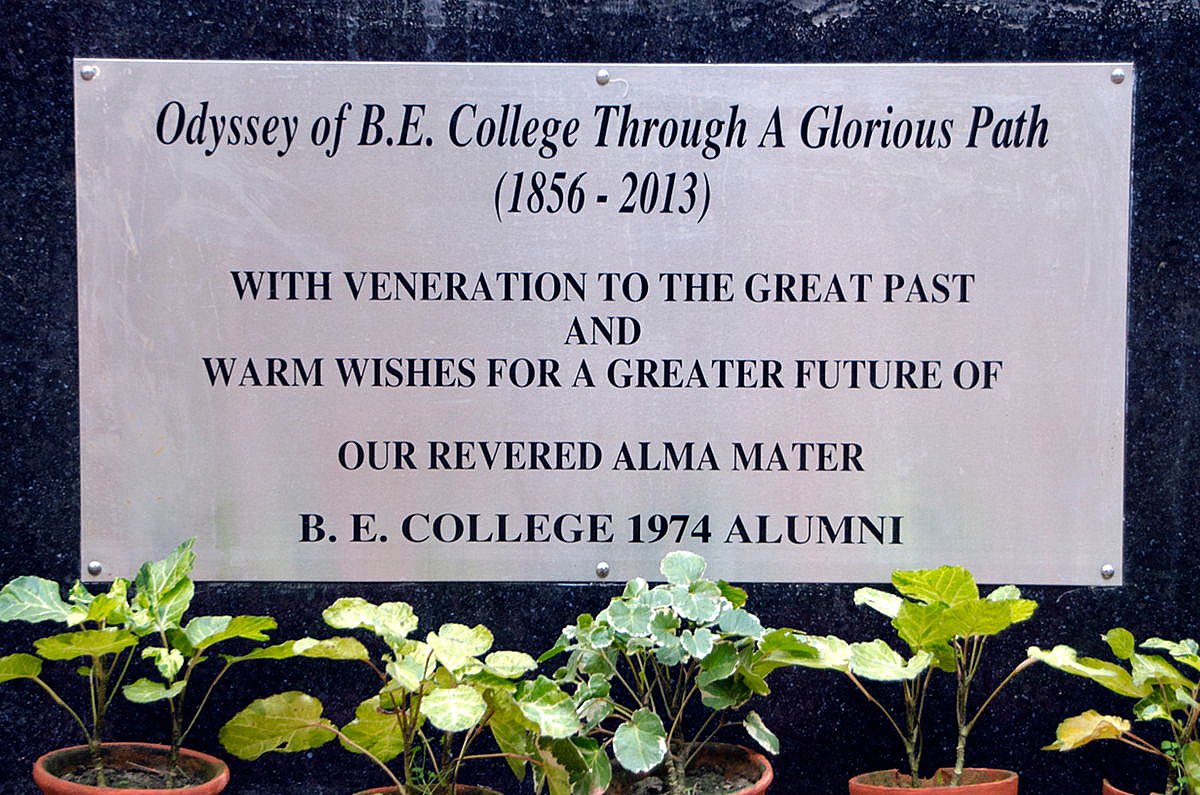 Odyssey of B.E. College Through A Glorious Path
(1856 - 2013)
WITH VENERATION TO THE GREAT PAST
AND
WARM WISHES FOR A GREATER FUTURE OF
OUR REVERED ALMA MATER
B. E. COLLEGE 1974 ALUMNI